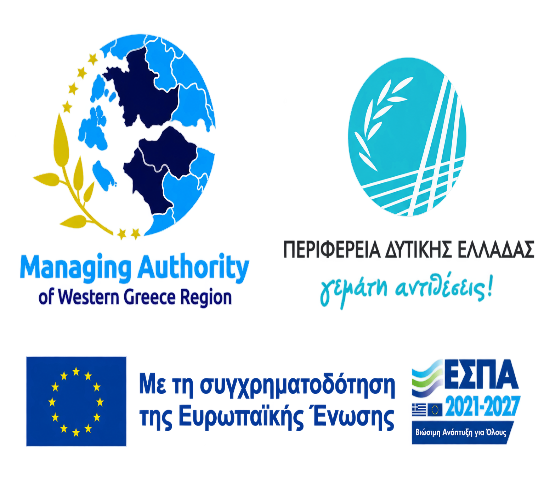 Managing Authority
of Western Greece Region
ΠΕΡΙΦΕΡΕΙΑ ΔΥΤΙΚΗΣ ΕΛΛΑΔΑΣ
γεμάτη αντιθέσεις!
Με τη συγχρηματοδότηση
της Ευρωπαϊκής Ένωσης
ΕΣΠΑ
2021-2027
Βιώσιμη Ανάπτυξη για Όλους